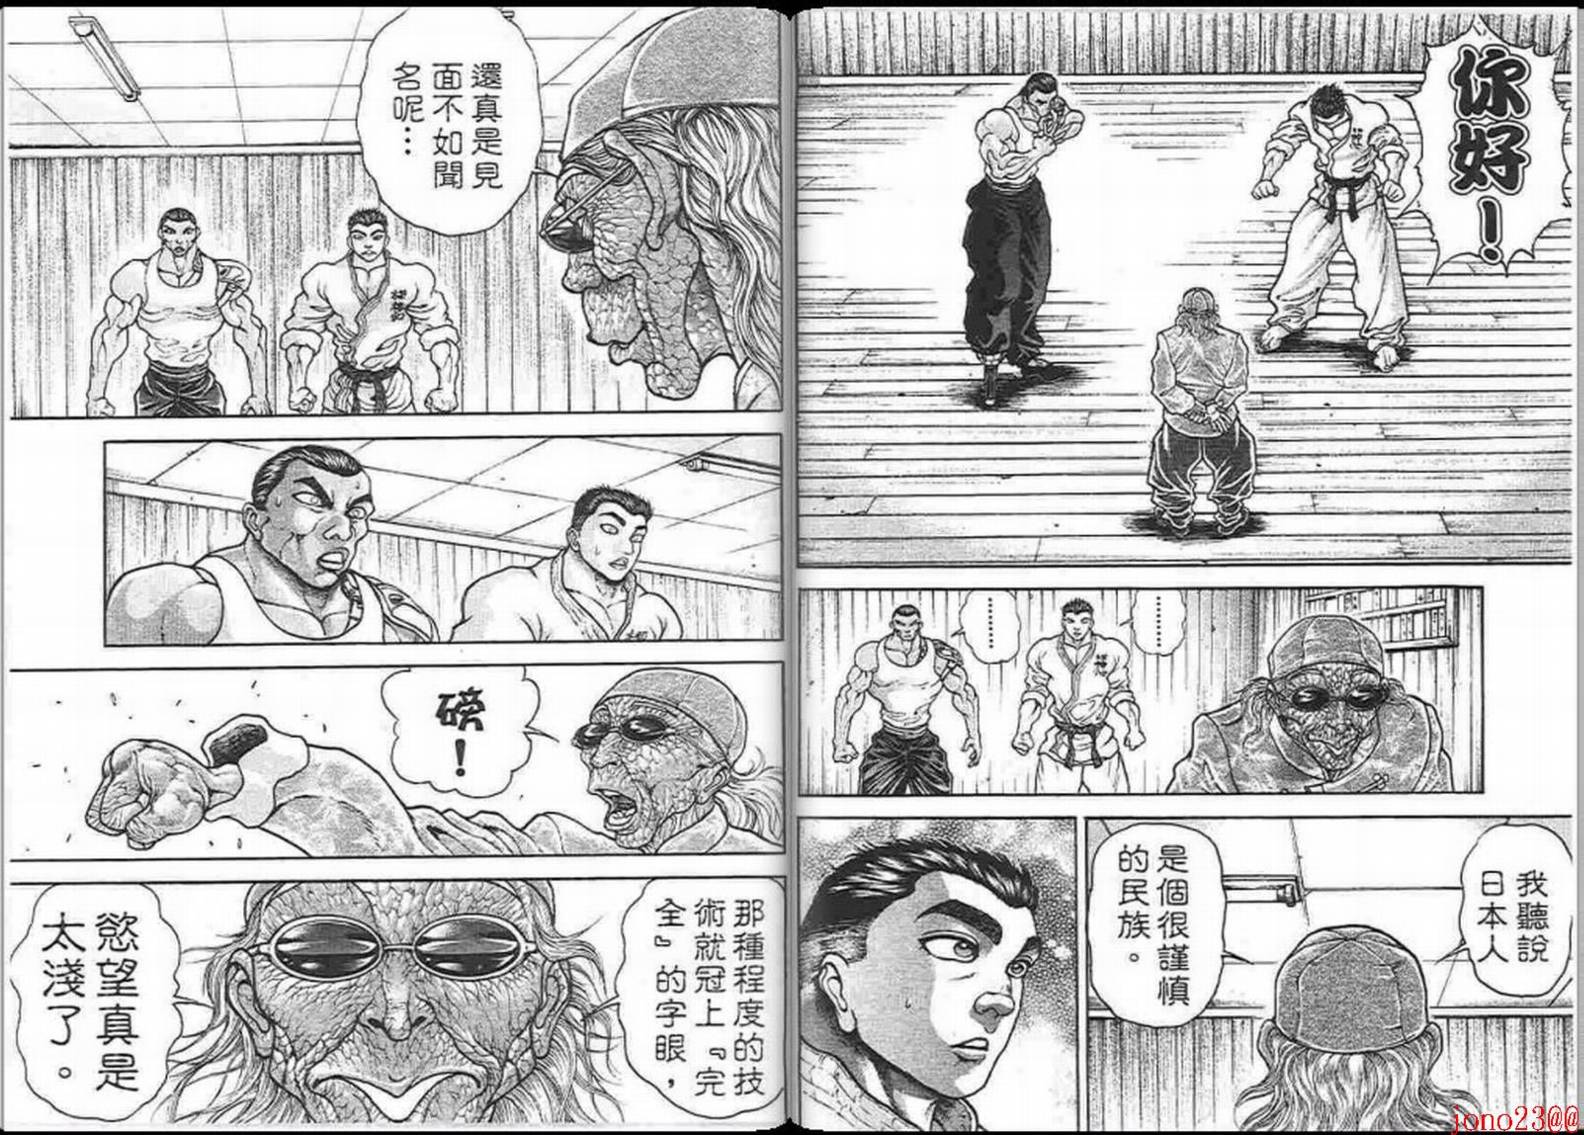 你好！
……
……
我聽說
日本人
是個很謹慎
的民族。
還真是見
面不如聞
名呢…
磅！
那種程度的技
術就冠上『完
全』的字眼，
慾望真是
太淺了。
jono23@@